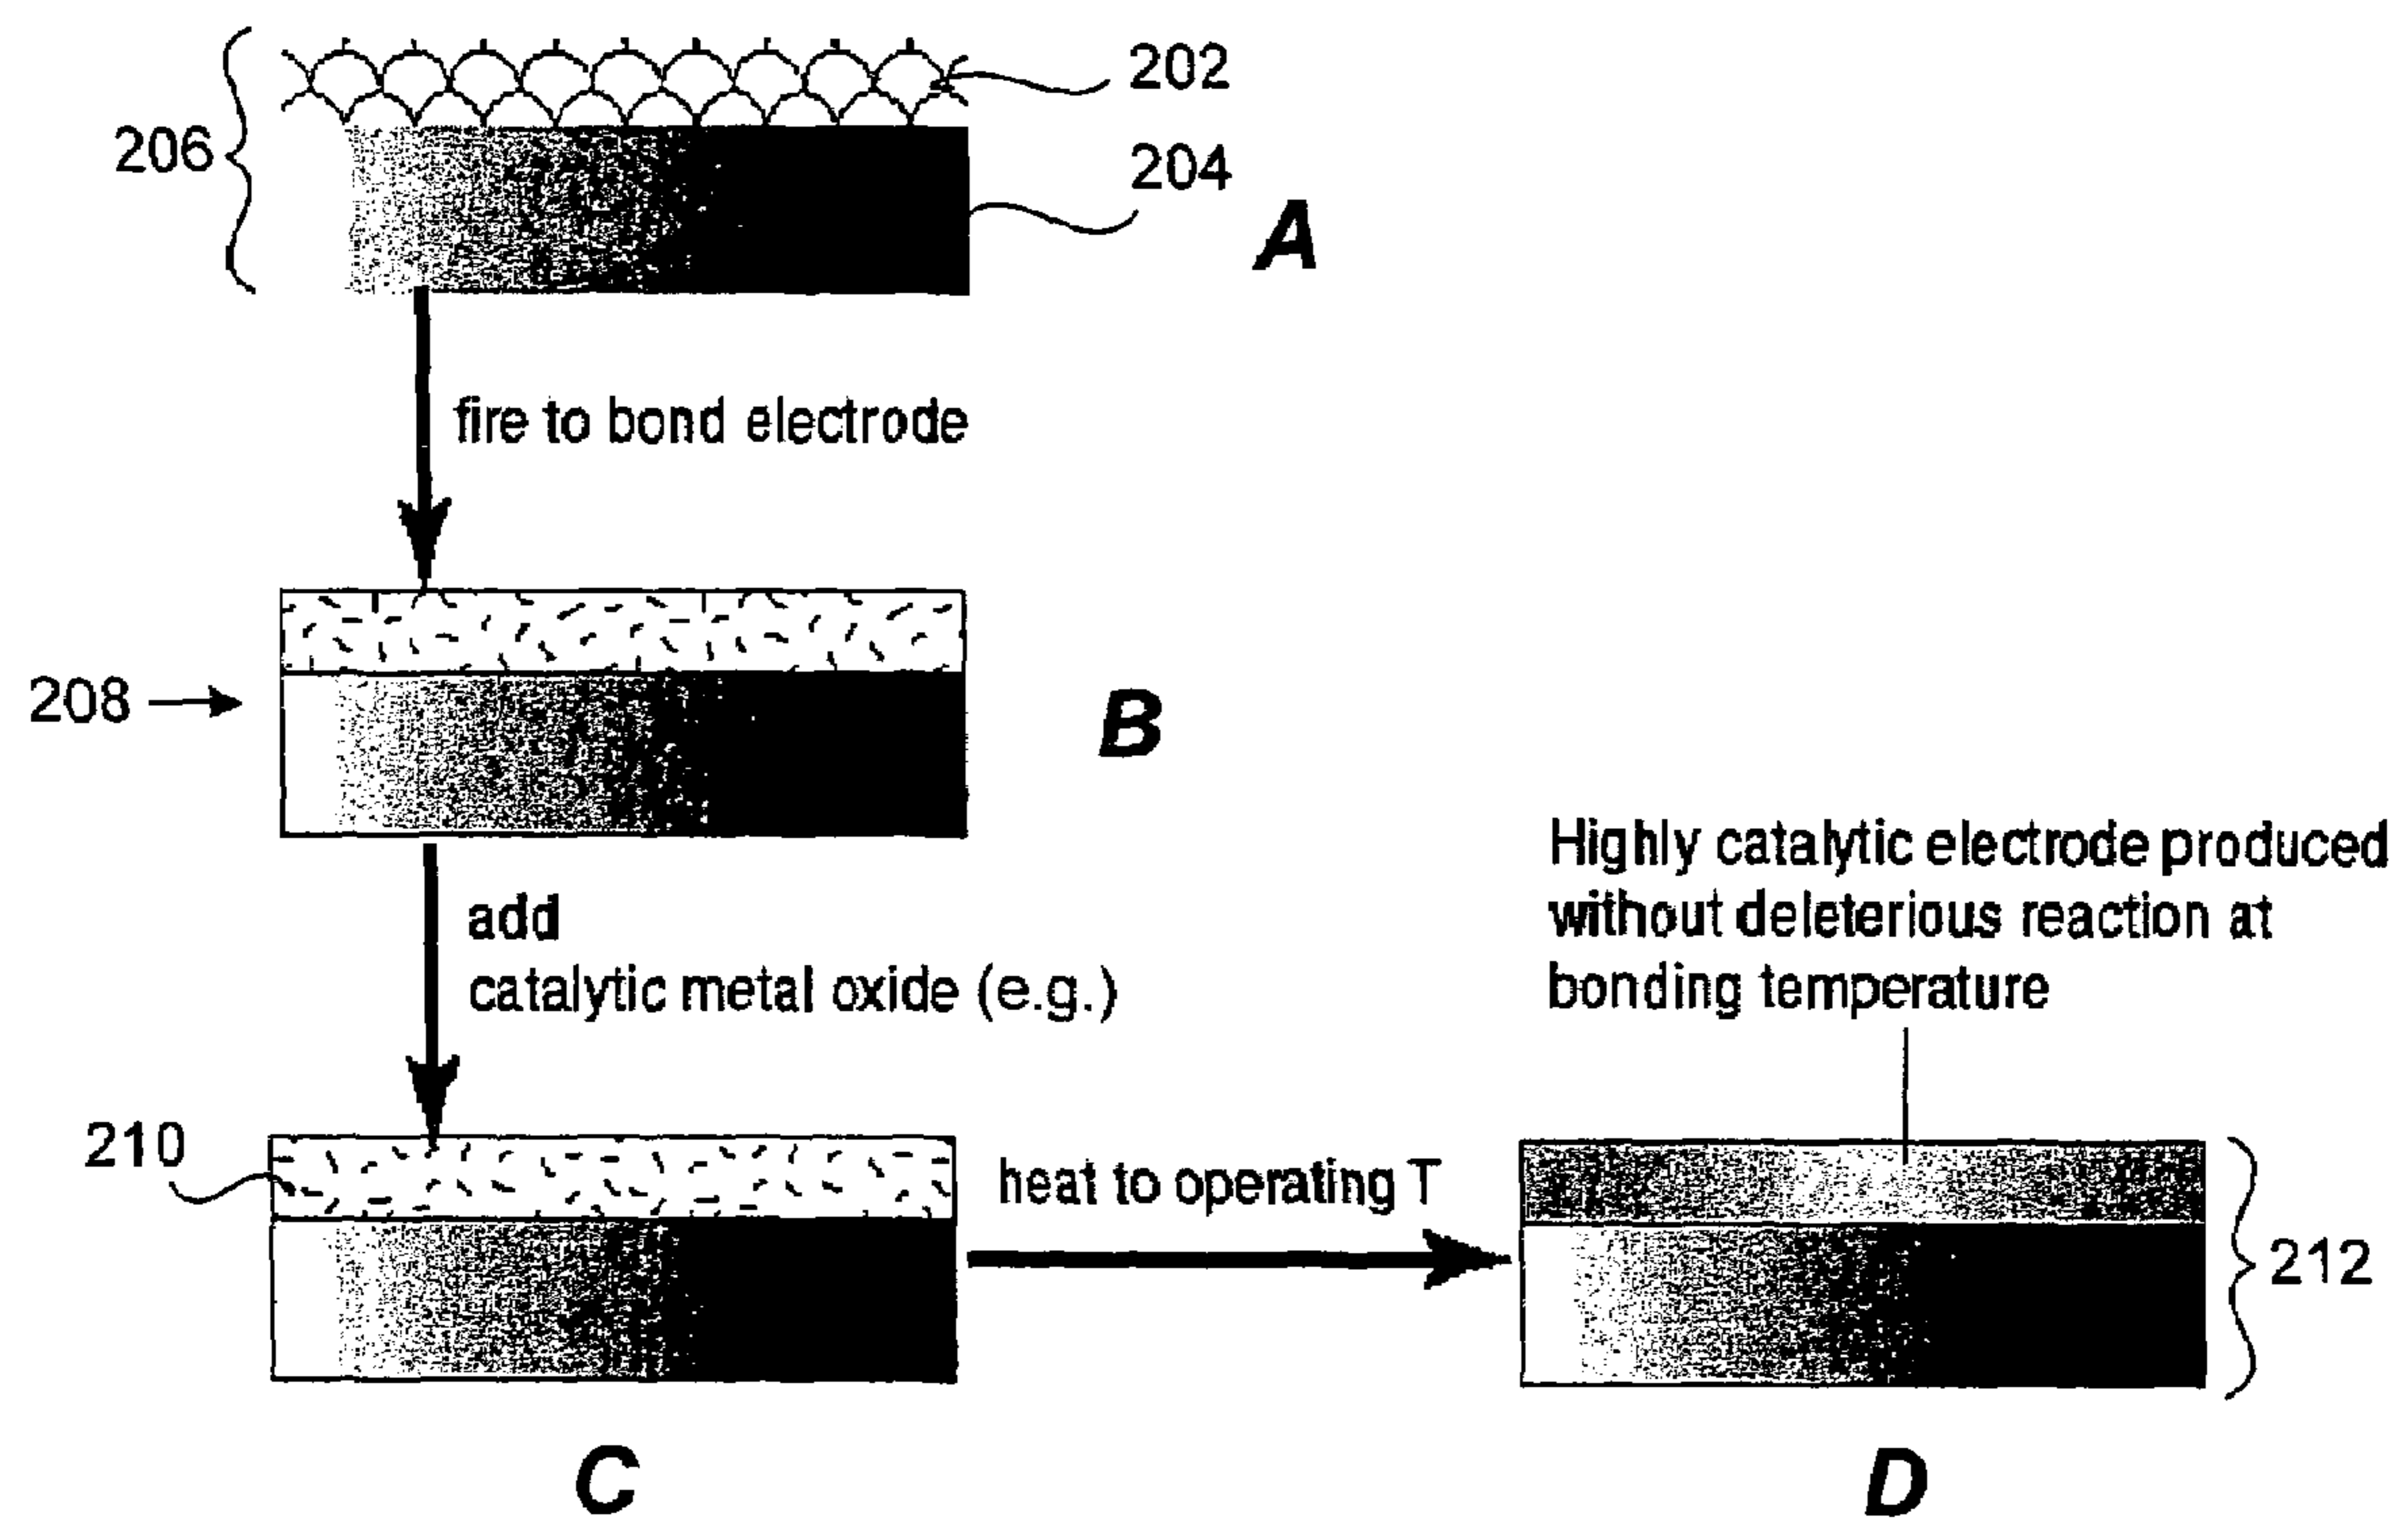 202
206
204
A
fire to bond electrode
208
B
add
catalytic metal oxide (e.g.)
Highly catalytic electrode produced
without deleterious reaction at
bonding temperature
210
heat to operating T
212
C
D